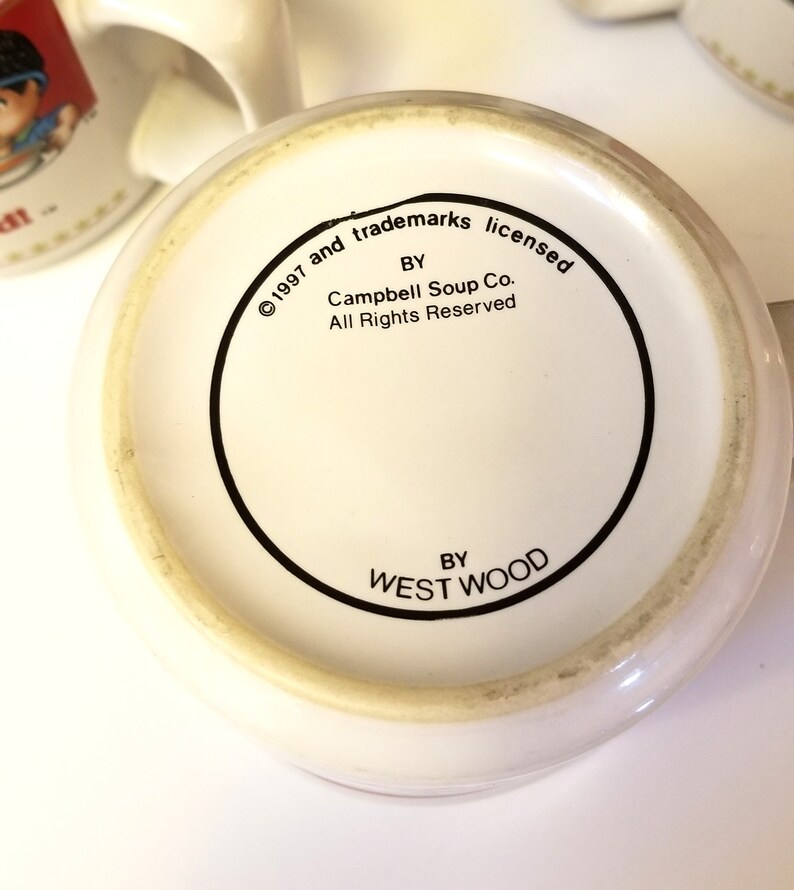 ©1997 and trademarks licensed
BY
Campbell Soup Co.
All Rights Reserved
BY
WEST WOOD